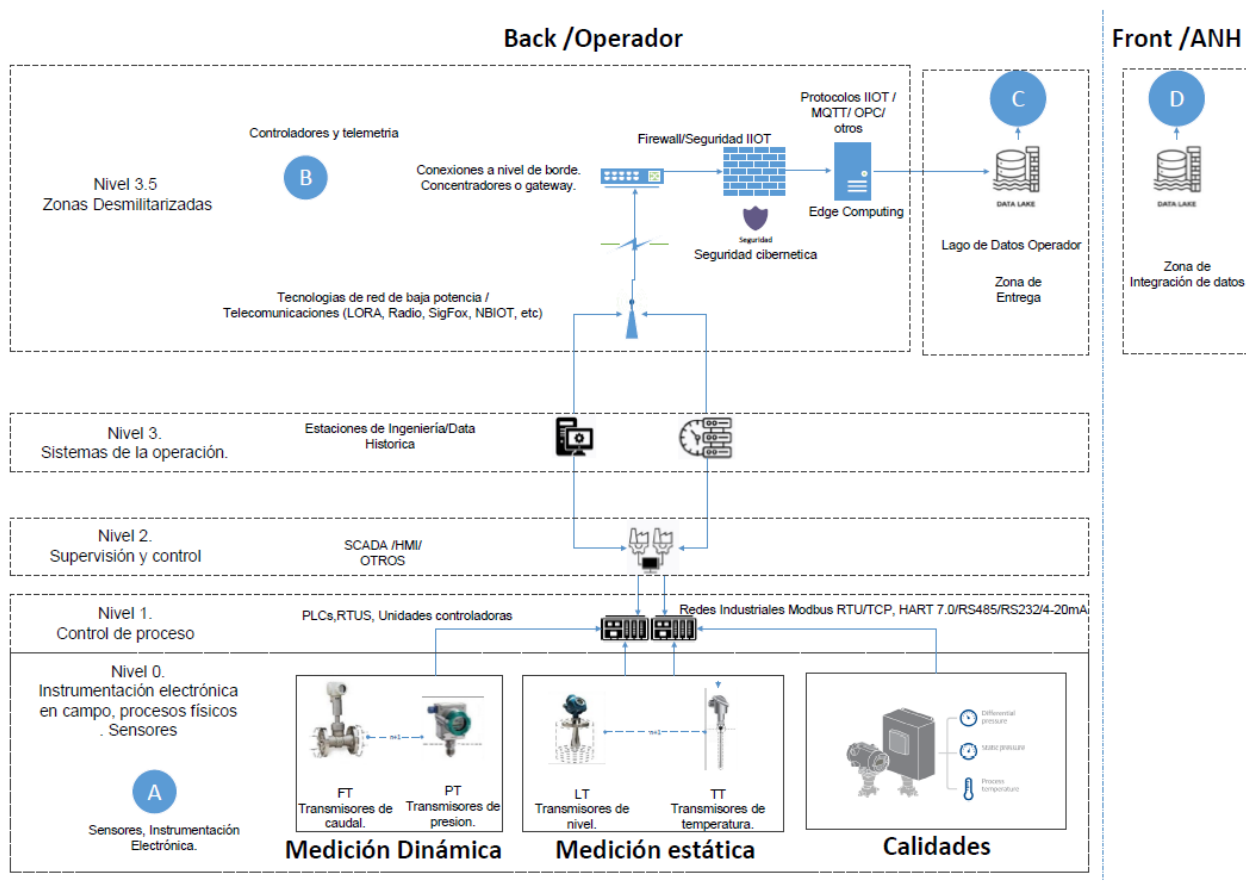 Back /Operador
Front /ANH
Controladores y telemetria
B
Nivel 3.5
Zonas Desmilitarizadas
Conexiones a nivel de borde.
Concentradores o gateway.
Firewall/Seguridad IIOT
Protocolos IIOT /
MQTT/ OPC/
otros
Edge Computing
Seguridad
Seguridad cibernetica
Tecnologias de red de baja potencia /
Telecomunicaciones (LORA, Radio, SigFox, NBIOT, etc)
C
DATA LAKE
Lago de Datos Operador
Zona de
Entrega
D
DATA LAKE
Zona de
Integración de datos
Nivel 3.
Sistemas de la operación.
Estaciones de Ingeniería/Data
Historica
Nivel 2.
Supervisión y control
SCADA /HMI/
OTROS
Nivel 1.
Control de proceso
PLCs,RTUS, Unidades controladoras
Redes Industriales Modbus RTU/TCP, HART 7.0/RS485/RS232/4-20mA
Nivel 0.
Instrumentación electrónica
en campo, procesos físicos
. Sensores
A
Sensores, Instrumentación
Electrónica.
n+1
FT
Transmisores de
caudal.
PT
Transmisores de
presion.
Medición Dinámica
n+1
LT
Transmisores de
nivel.
TT
Transmisores de
temperatura.
Medición estática
Differential
pressure
Static pressure
Process
temperature
Calidades